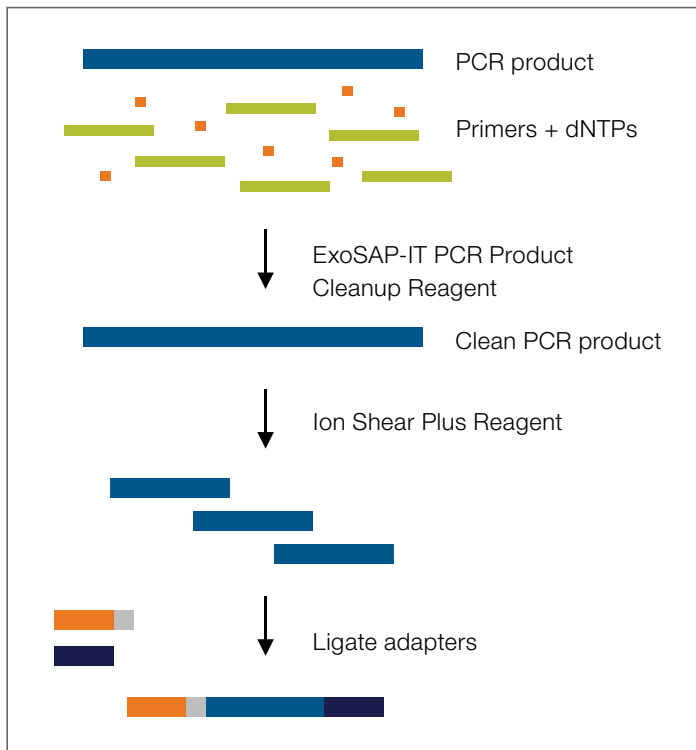 PCR product
Primers + dNTPs
ExoSAP-IT PCR Product
Cleanup Reagent
Clean PCR product
Ion Shear Plus Reagent
Ligate adapters